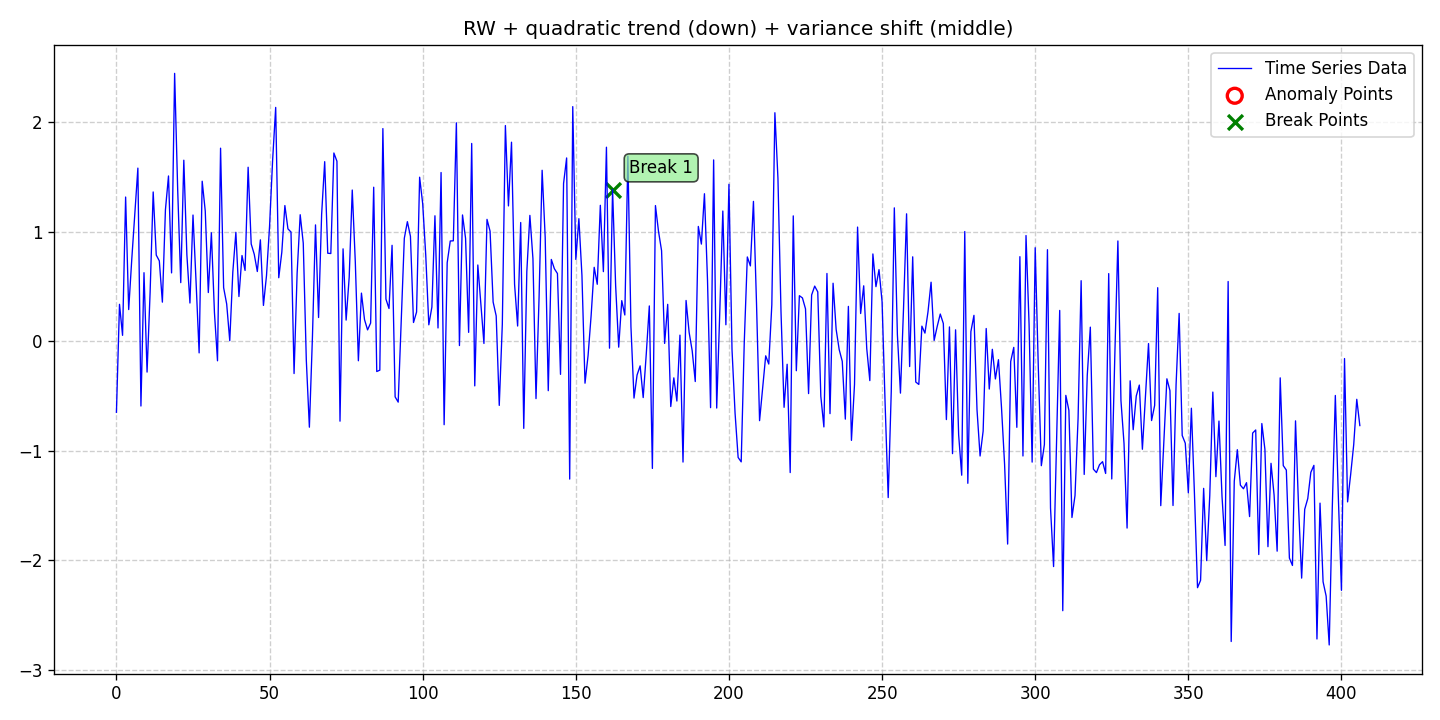 RW + quadratic trend (down) + variance shift (middle)
Time Series Data
Anomaly Points
Break Points
Break 1
2
1
0
−1
−2
−3
0 50 100 150 200 250 300 350 400